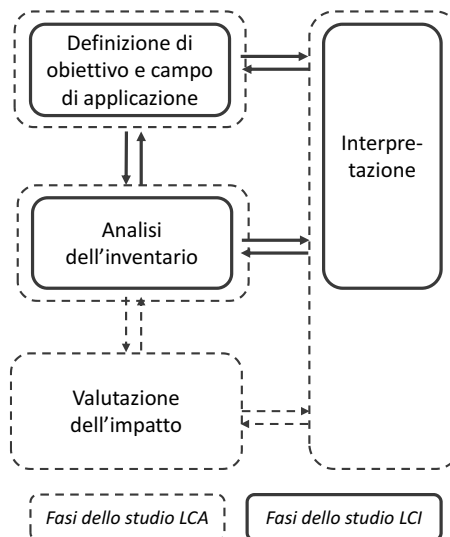 Definizione di
obiettivo e campo
di applicazione
Interpre-
tazione
Analisi
dell'inventario
Valutazione
dell'impatto
Fasi dello studio LCA
Fasi dello studio LCI